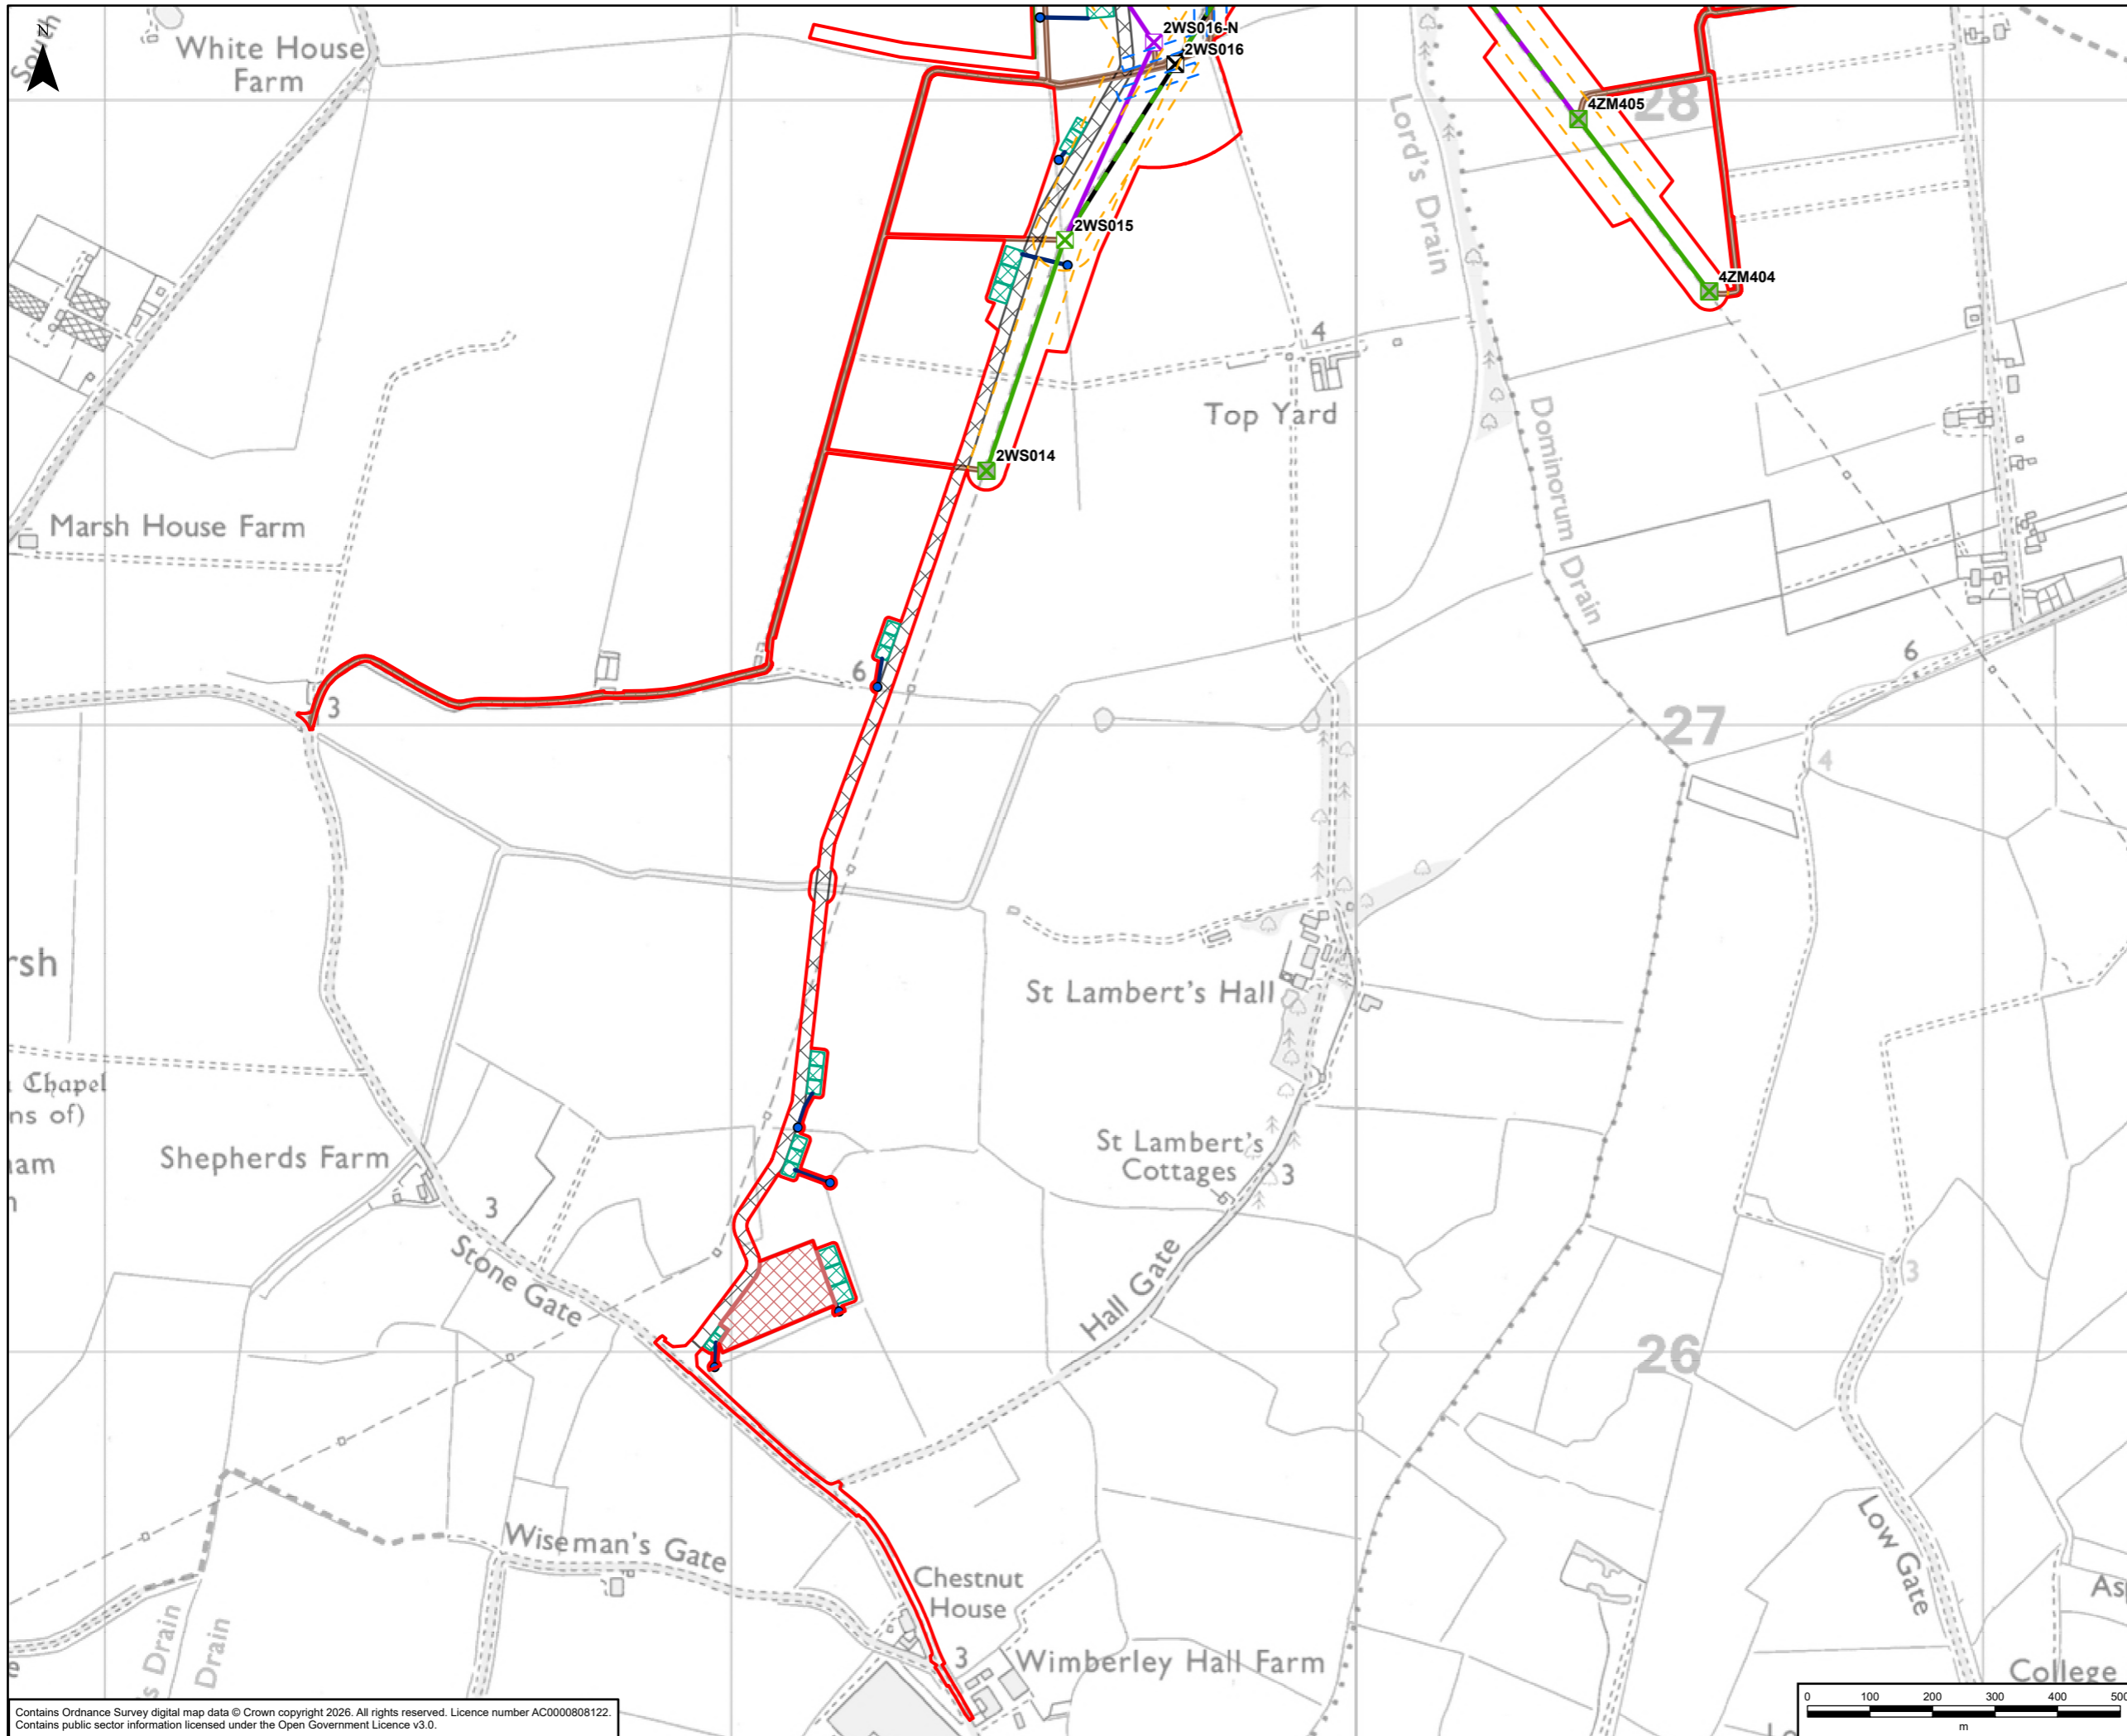 N
South
White House
Farm
2WS016-N
2WS016
4ZM405
28
Lord's Drain
2WS015
4ZM404
4
Top Yard
Dominorum Drain
2WS014
Marsh House Farm
6
6
3
27
4
St Lambert's Hall
Chapel
ns of)
Shepherds Farm
St Lambert's
Cottages
3
3
Stone Gate
Hall Gate
3
26
Wiseman's Gate
Low Gate
Chestnut
House
3
Wimberley Hall Farm
Drain
Drain
College
0 100 200 300 400 500
m
Contains Ordnance Survey digital map data © Crown copyright 2026. All rights reserved. Licence number AC0000808122.
Contains public sector information licensed under the Open Government Licence v3.0.